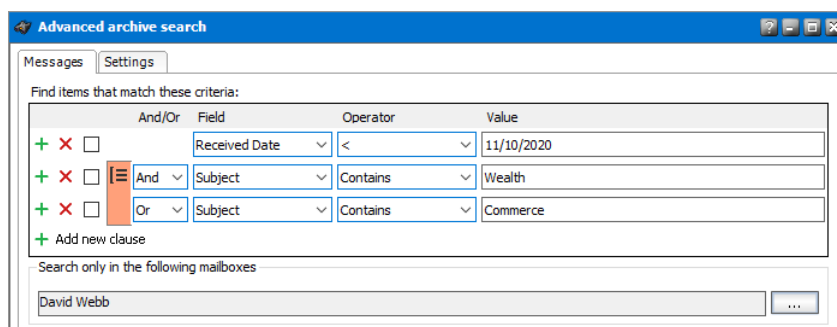 Advanced archive search
Messages Settings
Find items that match these criteria:
And/Or Field Operator Value
Received Date < 11/10/2020
And Subject Contains Wealth
Or Subject Contains Commerce
Add new clause
Search only in the following mailboxes
David Webb ...